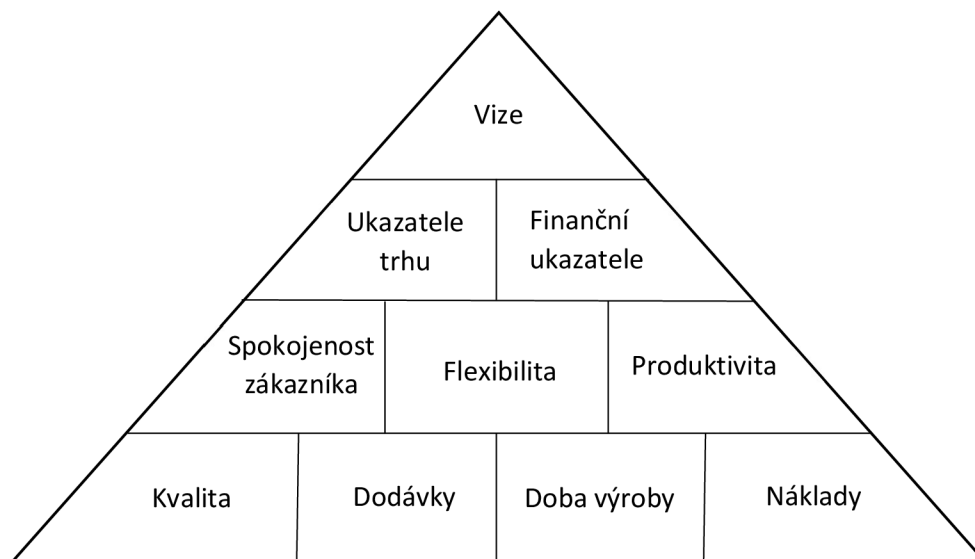 Vize
Ukazatele
trhu
Finanční
ukazatele
Spokojenost
zákazníka
Flexibilita
Produktivita
Kvalita
Dodávky
Doba výroby
Náklady